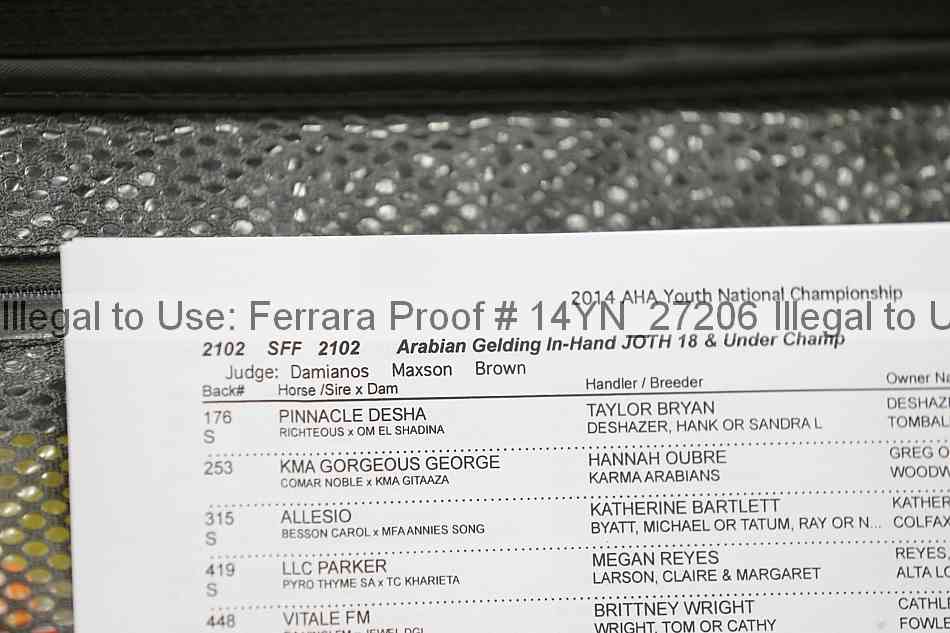 2014 AHA Youth National Championship
Illegal to Use: Ferrara Proof # 14YN 27206 Illegal to U
2102 SFF 2102 Arabian Gelding In-Hand JOTH 18 & Under Champ
Judge: Damianos Maxson Brown
Back# Horse /Sire x Dam Handler / Breeder Owner Na
176 PINNACLE DESHA TAYLOR BRYAN DESHAZE
S RICHTEOUS x OM EL SHADINA DESHAZER, HANK OR SANDRA L TOMBAL
253 KMA GORGEOUS GEORGE HANNAH OUBRE GREG O
COMAR NOBLE x KMA GITAAZA KARMA ARABIANS WOODW
315 ALLESIO KATHERINE BARTLETT KATHER
S BESSON CAROL x MFA ANNIES SONG BYATT, MICHAEL OR TATUM, RAY OR N... COLFAX
419 LLC PARKER MEGAN REYES REYES,
S PYRO THYME SA x TC KHARIETA LARSON, CLAIRE & MARGARET ALTA LO
448 VITALE FM BRITTNEY WRIGHT CATHL
WRIGHT, TOM OR CATHY FOWLE